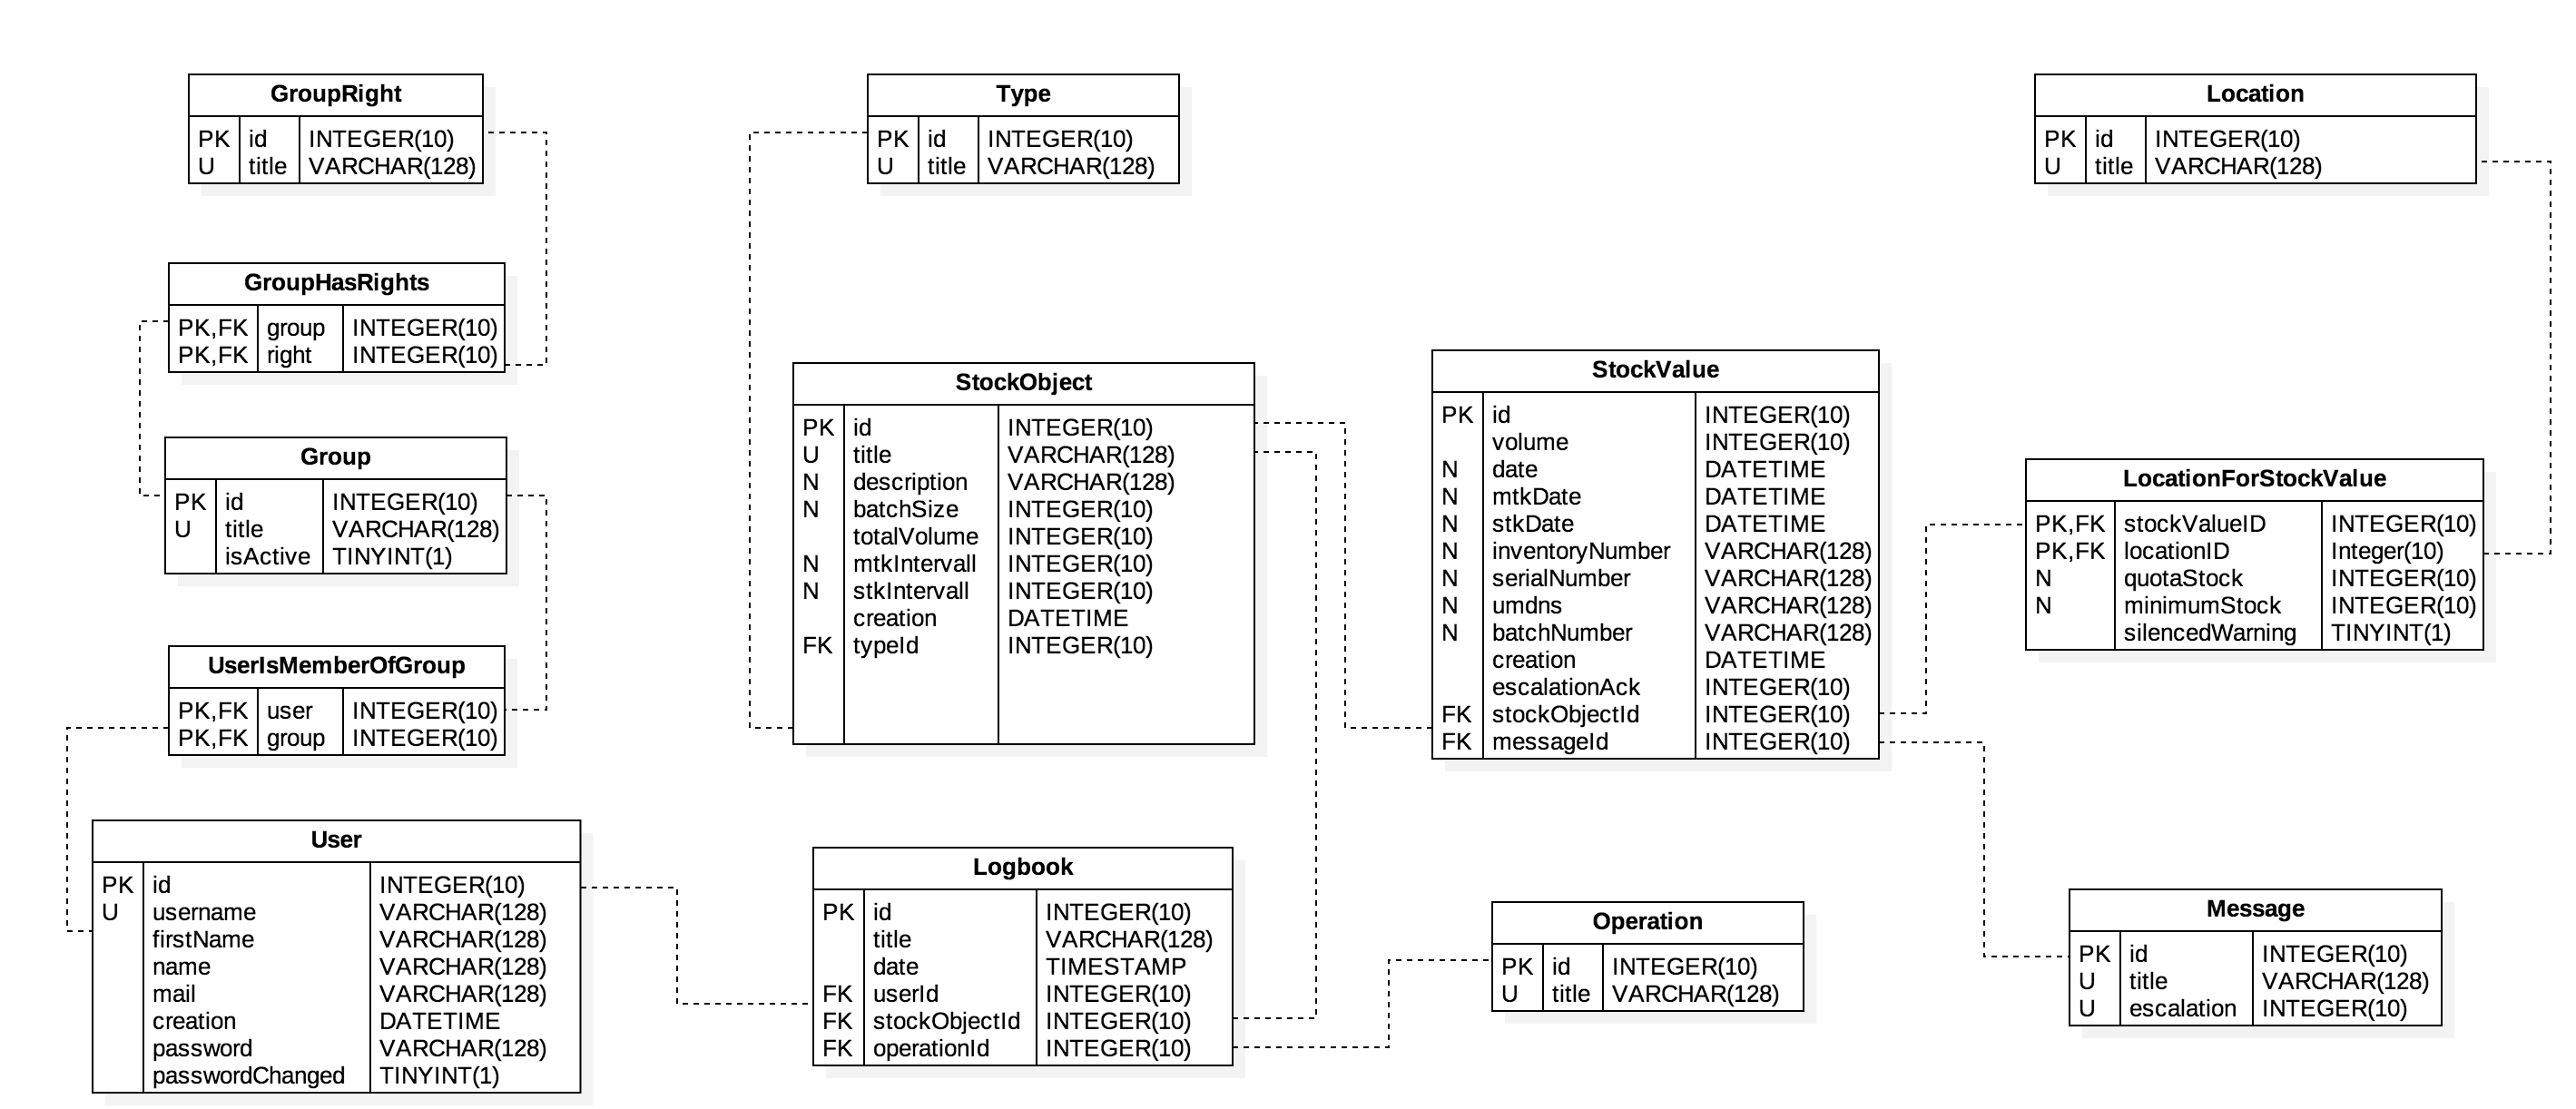 GroupRight
PK id INTEGER(10)
U title VARCHAR(128)
GroupHasRights
PK,FK group INTEGER(10)
PK,FK right INTEGER(10)
Group
PK id INTEGER(10)
U title VARCHAR(128)
isActive TINYINT(1)
UserIsMemberOfGroup
PK,FK user INTEGER(10)
PK,FK group INTEGER(10)
User
PK id INTEGER(10)
U username VARCHAR(128)
firstName VARCHAR(128)
name VARCHAR(128)
mail VARCHAR(128)
creation DATETIME
password VARCHAR(128)
passwordChanged TINYINT(1)
Type
PK id INTEGER(10)
U title VARCHAR(128)
StockObject
PK id INTEGER(10)
U title VARCHAR(128)
N description VARCHAR(128)
N batchSize INTEGER(10)
totalVolume INTEGER(10)
N mtkIntervall INTEGER(10)
N stkIntervall INTEGER(10)
creation DATETIME
FK typeId INTEGER(10)
Logbook
PK id INTEGER(10)
title VARCHAR(128)
date TIMESTAMP
FK userId INTEGER(10)
FK stockObjectId INTEGER(10)
FK operationId INTEGER(10)
StockValue
PK id INTEGER(10)
volume INTEGER(10)
N date DATETIME
N mtkDate DATETIME
N stkDate DATETIME
N inventoryNumber VARCHAR(128)
N serialNumber VARCHAR(128)
N umdns VARCHAR(128)
N batchNumber VARCHAR(128)
creation DATETIME
escalationAck INTEGER(10)
FK stockObjectId INTEGER(10)
FK messageId INTEGER(10)
Operation
PK id INTEGER(10)
U title VARCHAR(128)
Location
PK id INTEGER(10)
U title VARCHAR(128)
LocationForStockValue
PK,FK stockValueID INTEGER(10)
PK,FK locationID Integer(10)
N quotaStock INTEGER(10)
N minimumStock INTEGER(10)
silencedWarning TINYINT(1)
Message
PK id INTEGER(10)
U title VARCHAR(128)
U escalation INTEGER(10)